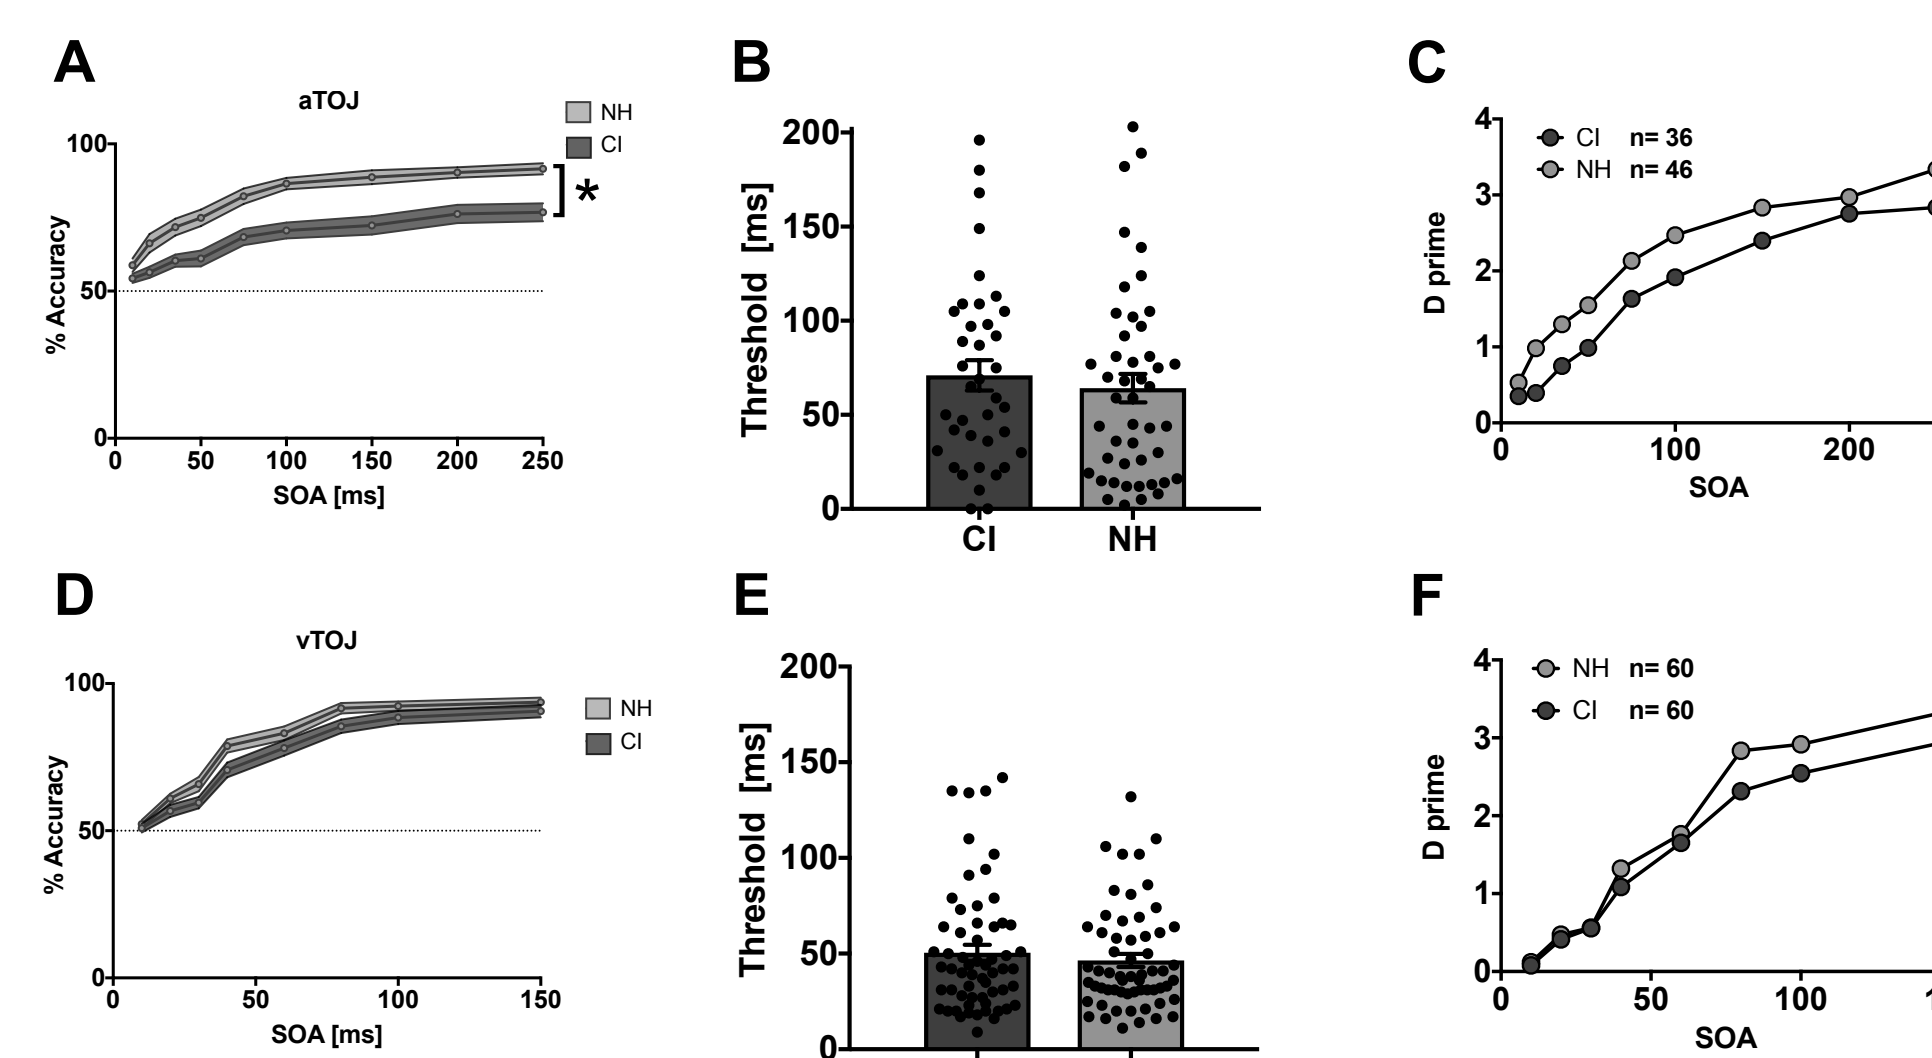 A
aTOJ
NH
CI
*
100
50
0
% Accuracy
0 50 100 150 200 250
SOA [ms]
B
200
150
100
50
0
Threshold [ms]
CI NH
C
CI n= 36
NH n= 46
4
3
2
1
0
D prime
0 100 200
SOA
D
vTOJ
NH
CI
100
50
0
% Accuracy
0 50 100 150
SOA [ms]
E
200
150
100
50
0
Threshold [ms]
F
NH n= 60
CI n= 60
4
3
2
1
0
D prime
0 50 100
SOA